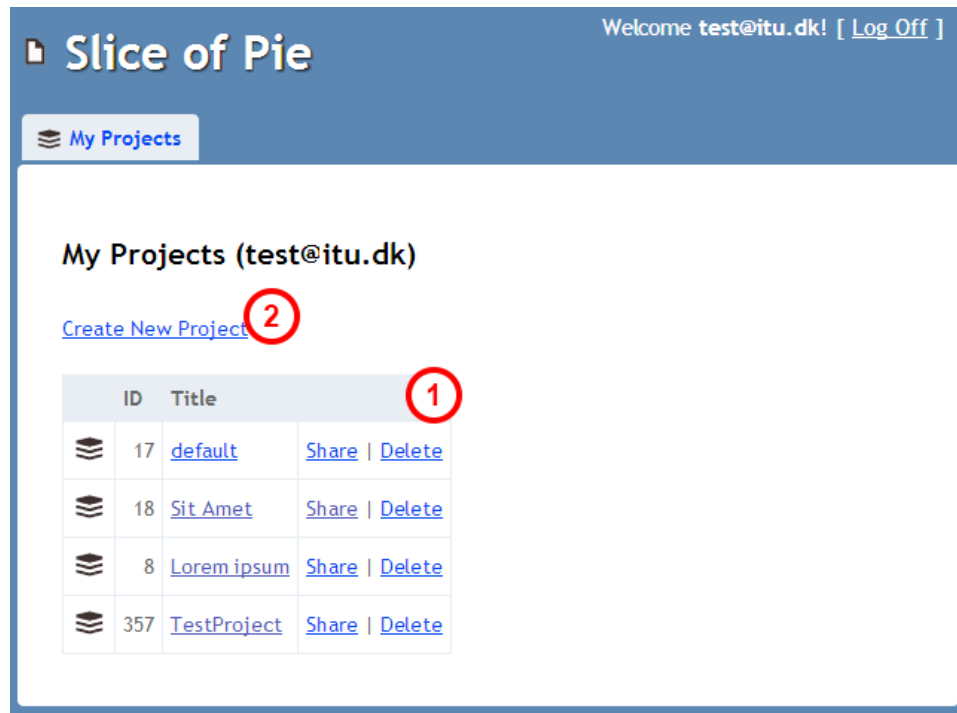 Welcome test@itu.dk! [ Log Off ]
Slice of Pie
My Projects
My Projects (test@itu.dk)
Create New Project 2
ID Title 1
17 default Share | Delete
18 Sit Amet Share | Delete
8 Lorem ipsum Share | Delete
357 TestProject Share | Delete